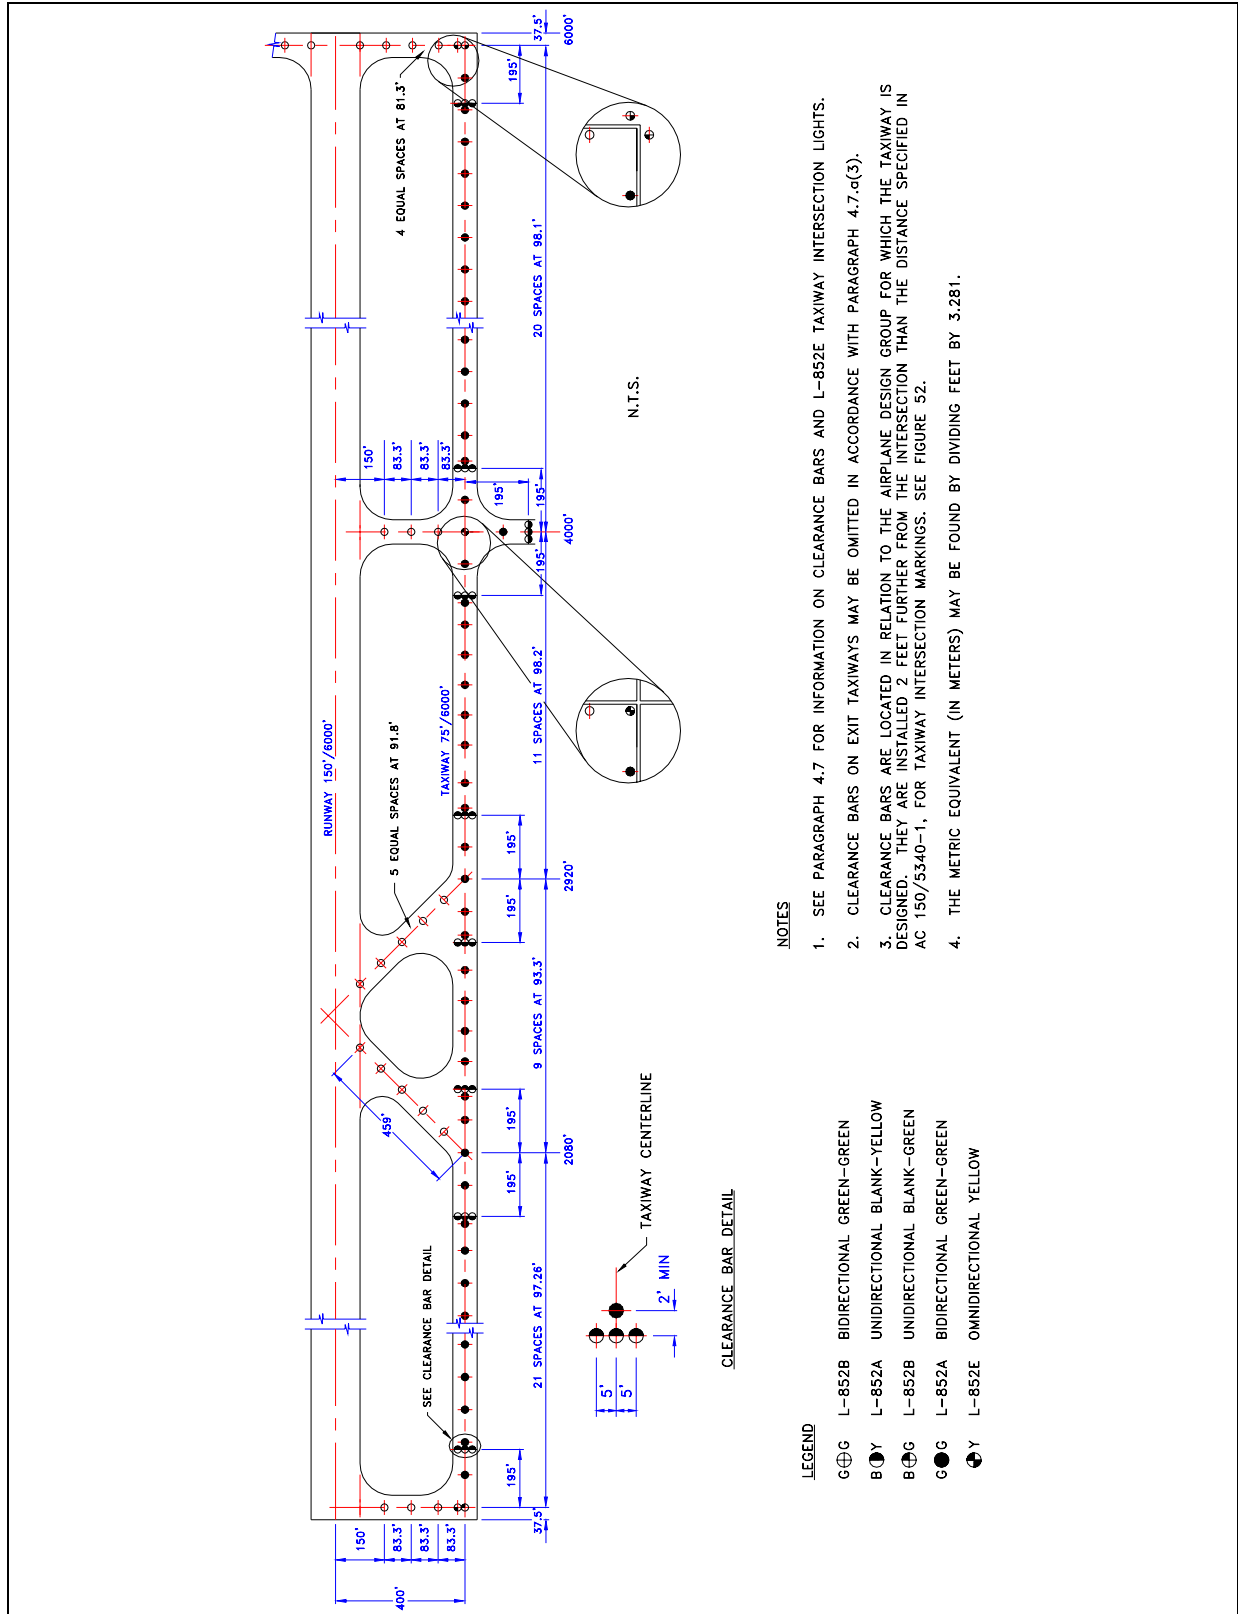 RUNWAY 150'/6000'
TAXIWAY 75'/6000'
5 EQUAL SPACES AT 91.8'
4 EQUAL SPACES AT 81.3'
SEE CLEARANCE BAR DETAIL
400'
150'
83.3'
83.3'
83.3'
459'
150'
83.3'
83.3'
83.3'
37.5'
195'
195'
195'
195'
195'
195'
195'
195'
195'
37.5'
21 SPACES AT 97.26'
2080'
9 SPACES AT 93.3'
2920'
11 SPACES AT 98.2'
4000'
20 SPACES AT 98.1'
6000'
N.T.S.
5'
5'
2' MIN
TAXIWAY CENTERLINE
CLEARANCE BAR DETAIL
LEGEND
G G L-852B BIDIRECTIONAL GREEN-GREEN
B Y L-852A UNIDIRECTIONAL BLANK-YELLOW
B G L-852B UNIDIRECTIONAL BLANK-GREEN
G G L-852A BIDIRECTIONAL GREEN-GREEN
Y L-852E OMNIDIRECTIONAL YELLOW
NOTES
1. SEE PARAGRAPH 4.7 FOR INFORMATION ON CLEARANCE BARS AND L-852E TAXIWAY INTERSECTION LIGHTS.
2. CLEARANCE BARS ON EXIT TAXIWAYS MAY BE OMITTED IN ACCORDANCE WITH PARAGRAPH 4.7.a(3).
3. CLEARANCE BARS ARE LOCATED IN RELATION TO THE AIRPLANE DESIGN GROUP FOR WHICH THE TAXIWAY IS
DESIGNED. THEY ARE INSTALLED 2 FEET FURTHER FROM THE INTERSECTION THAN THE DISTANCE SPECIFIED IN
AC 150/5340-1, FOR TAXIWAY INTERSECTION MARKINGS. SEE FIGURE 52.
4. THE METRIC EQUIVALENT (IN METERS) MAY BE FOUND BY DIVIDING FEET BY 3.281.